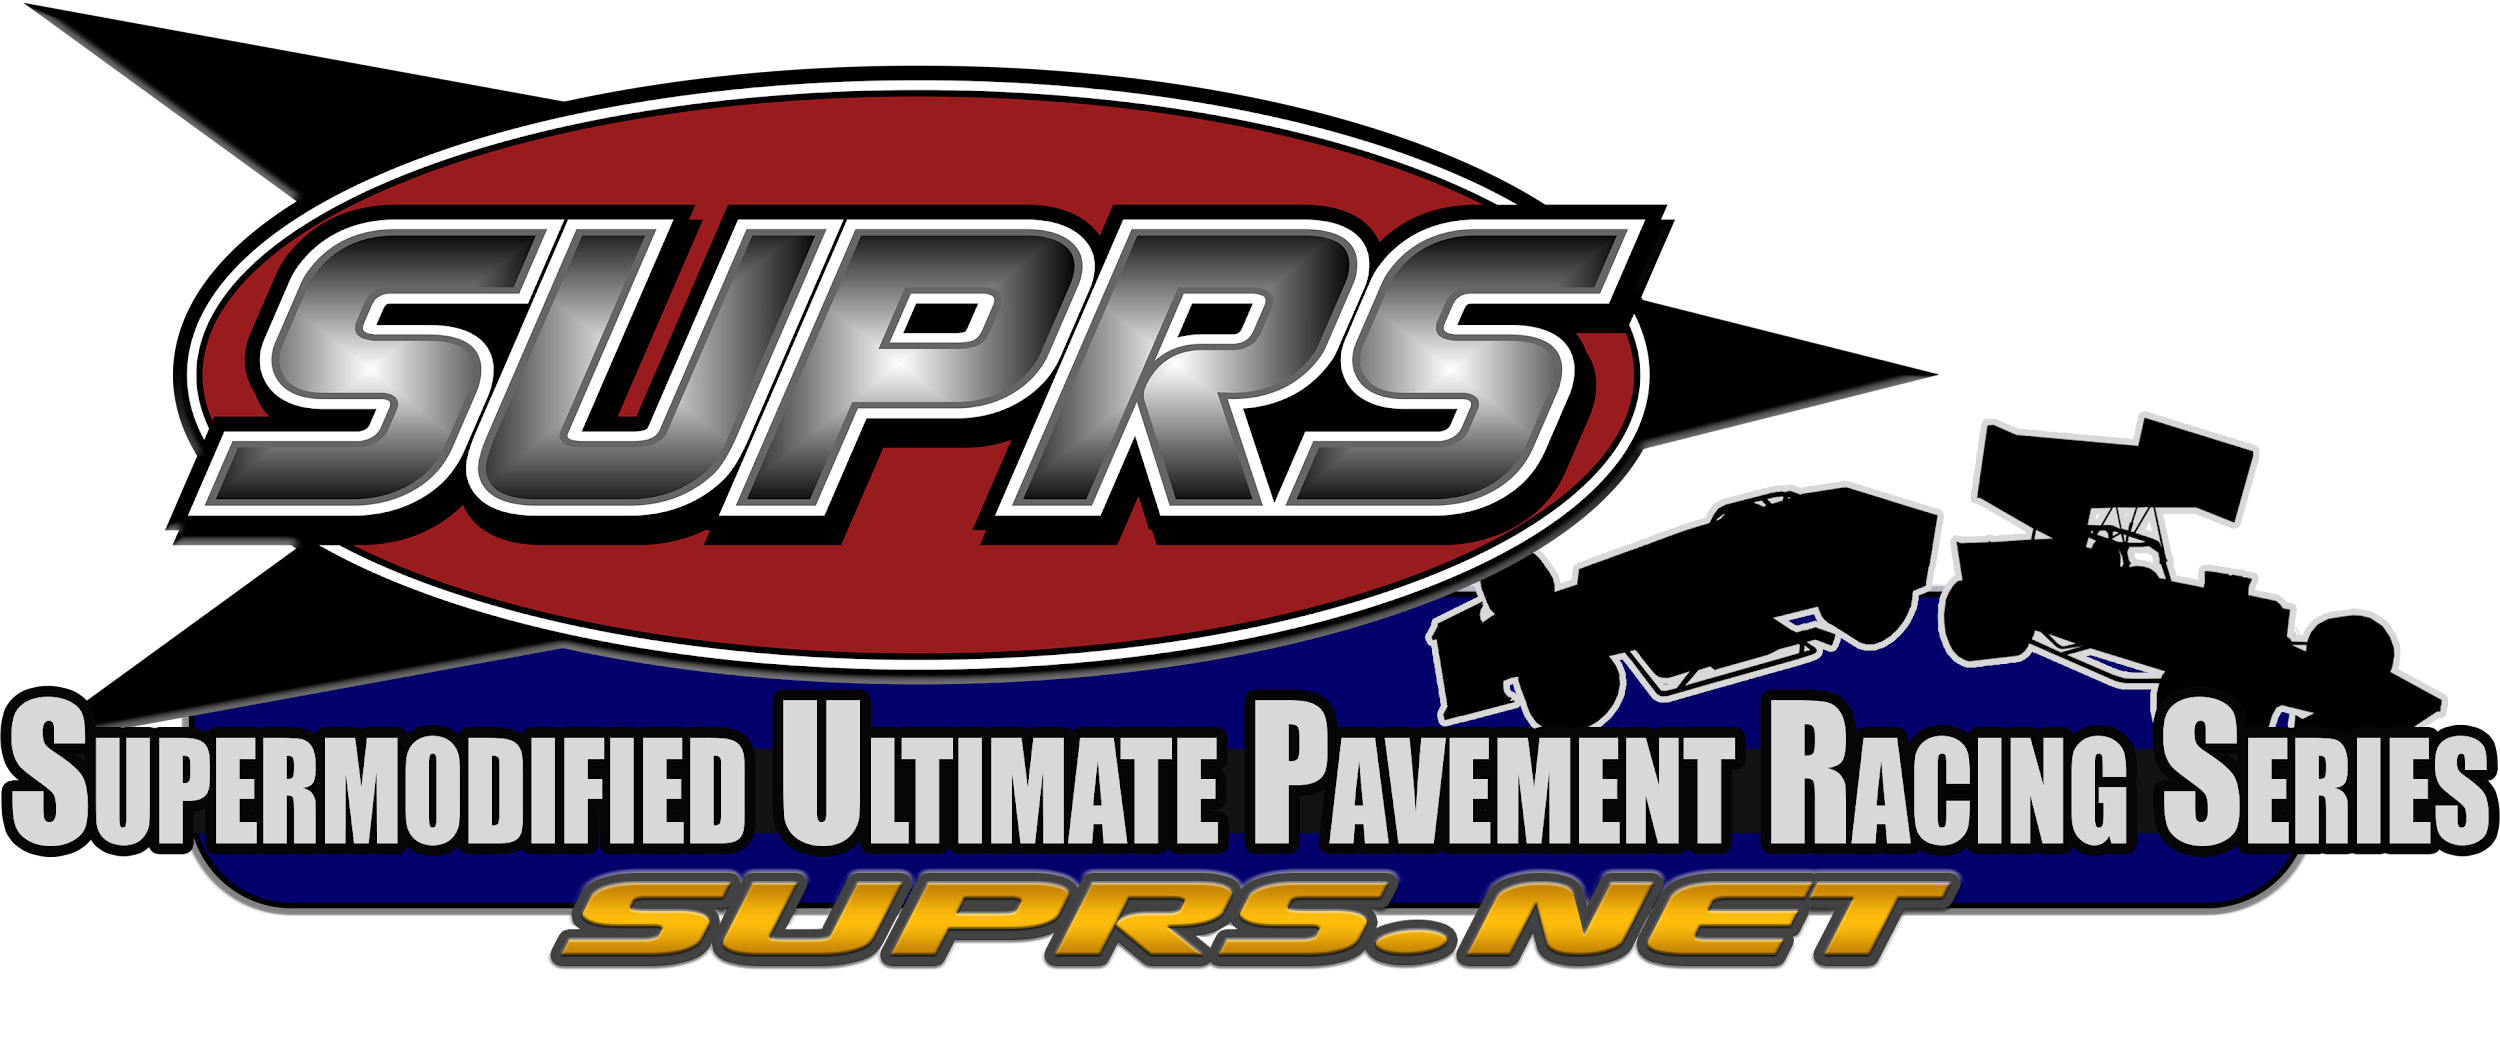 SUPRS
SUPERMODIFIED ULTIMATE PAVEMENT RACING SERIES
SUPRS.NET